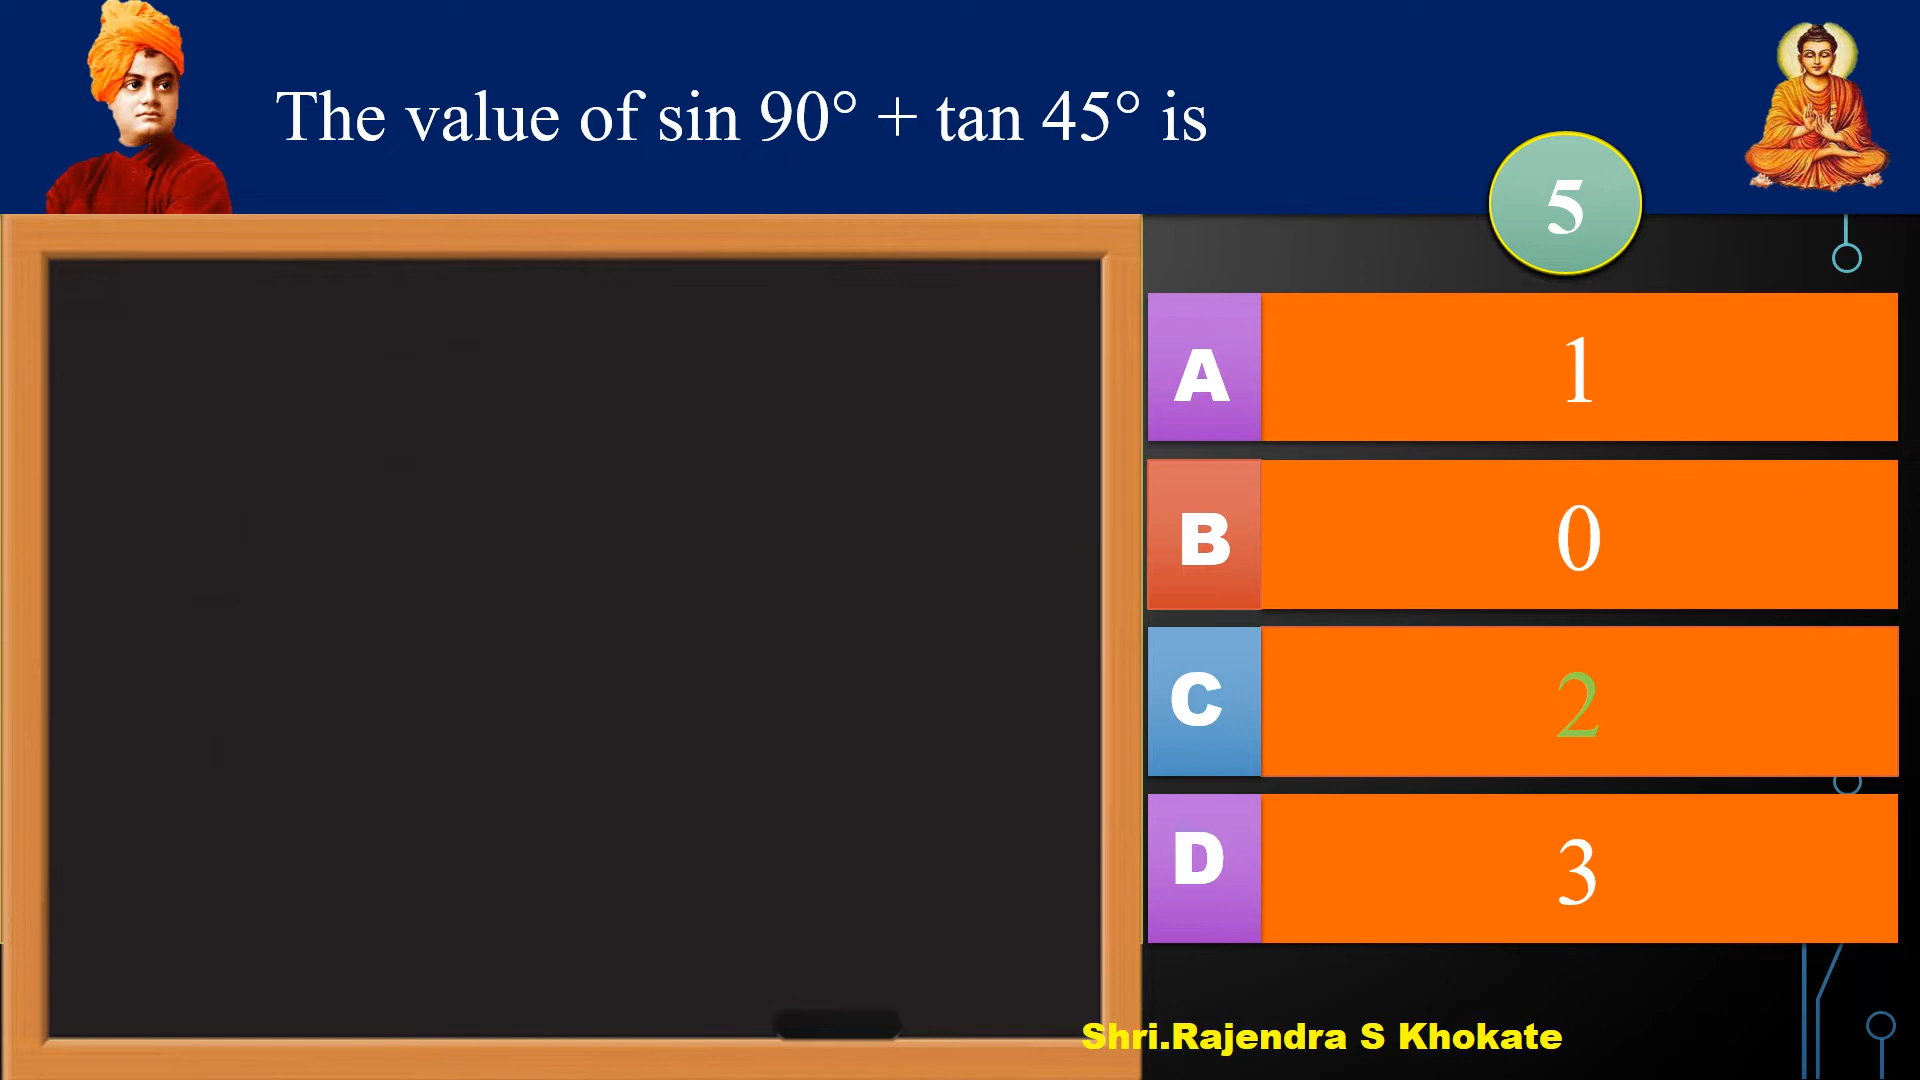 The value of sin 90° + tan 45° is
5
A 1
B 0
C 2
D 3
Shri.Rajendra S Khokate